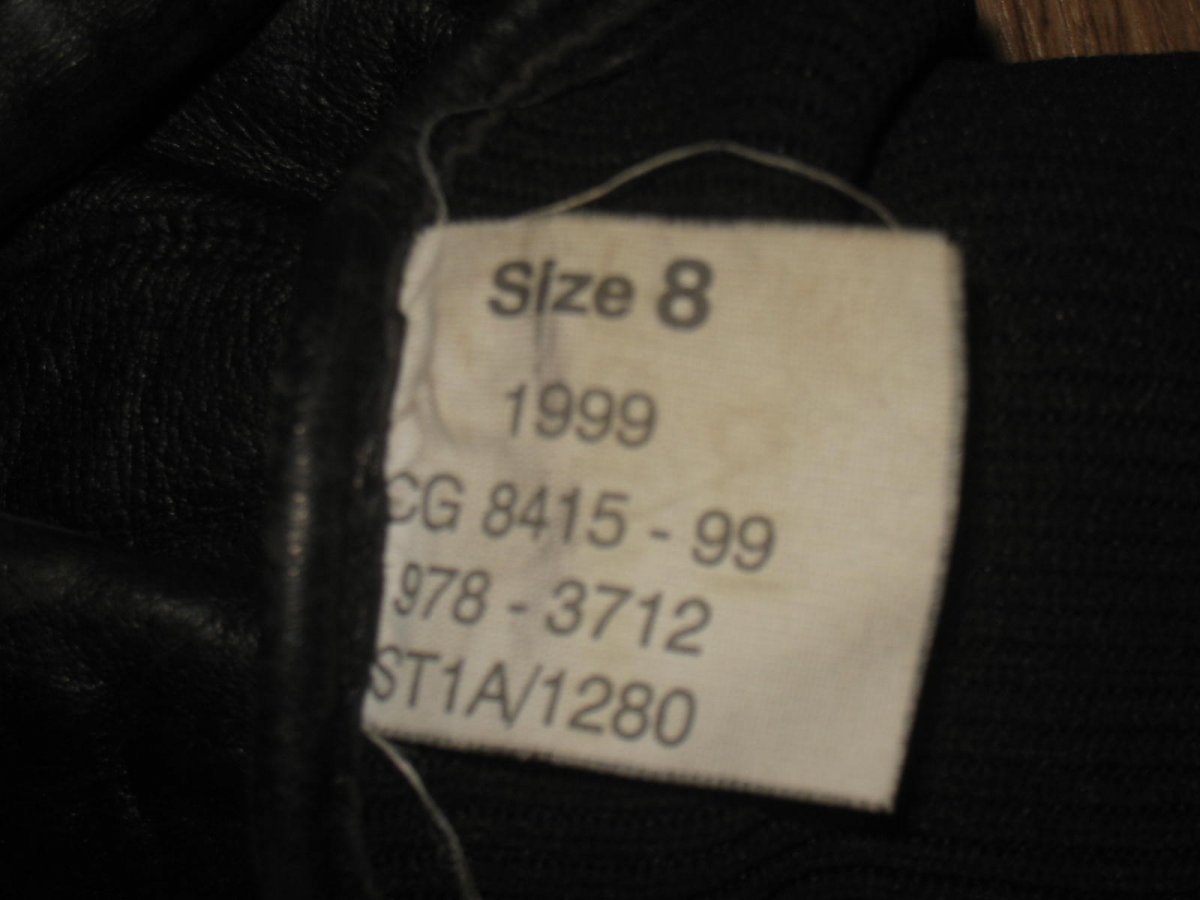 Size 8
1999
CG 8415 - 99
978 - 3712
ST1A/1280